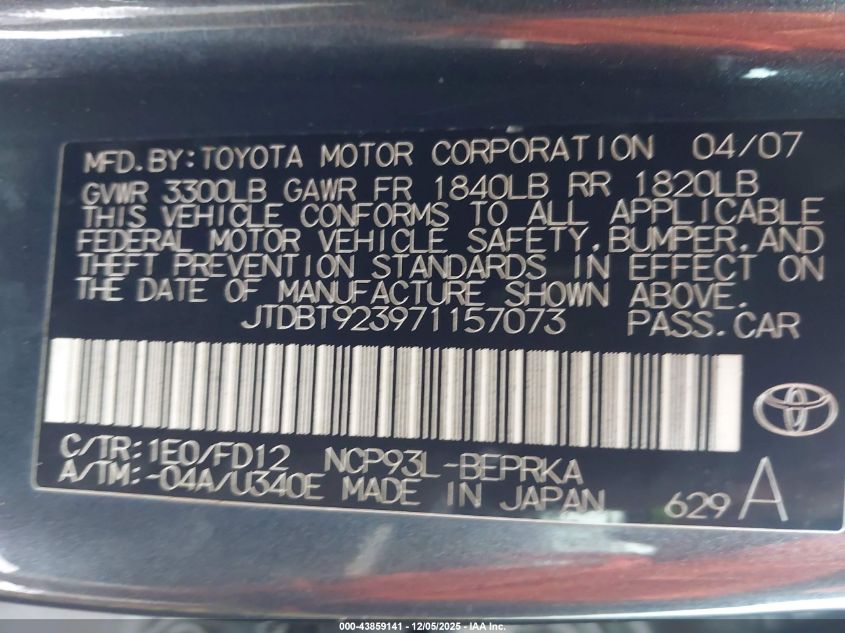 MFD.BY:TOYOTA MOTOR CORPORATION 04/07
GVWR 3300LB GAWR FR 1840LB RR 1820LB
THIS VEHICLE CONFORMS TO ALL APPLICABLE
FEDERAL MOTOR VEHICLE SAFETY,BUMPER,AND
THEFT PREVENTION STANDARDS IN EFFECT ON
THE DATE OF MANUFACTURE SHOWN ABOVE.
JTDBT923971157073 PASS.CAR
C/TR:1E0/FD12 NCP93L-BEPRKA
A/TM:-04A/U340E MADE IN JAPAN 629 A
000-43859141 - 12/05/2025 - IAA Inc.